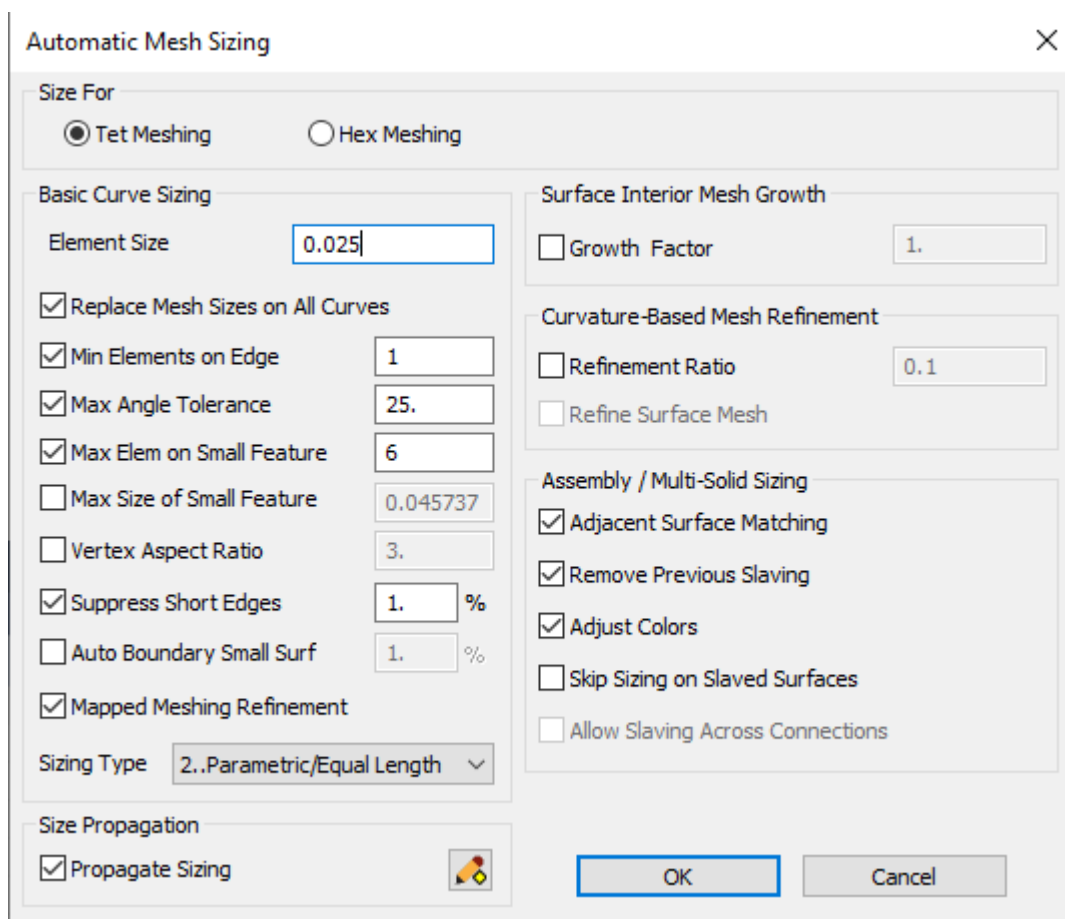 Automatic Mesh Sizing
Size For
Tet Meshing
Hex Meshing
Basic Curve Sizing
Element Size 0.025
Replace Mesh Sizes on All Curves
Min Elements on Edge 1
Max Angle Tolerance 25.
Max Elem on Small Feature 6
Max Size of Small Feature 0.045737
Vertex Aspect Ratio 3.
Suppress Short Edges 1. %
Auto Boundary Small Surf 1. %
Mapped Meshing Refinement
Sizing Type 2..Parametric/Equal Length
Size Propagation
Propagate Sizing
Surface Interior Mesh Growth
Growth Factor 1.
Curvature-Based Mesh Refinement
Refinement Ratio 0.1
Refine Surface Mesh
Assembly / Multi-Solid Sizing
Adjacent Surface Matching
Remove Previous Slaving
Adjust Colors
Skip Sizing on Slaved Surfaces
Allow Slaving Across Connections
OK
Cancel